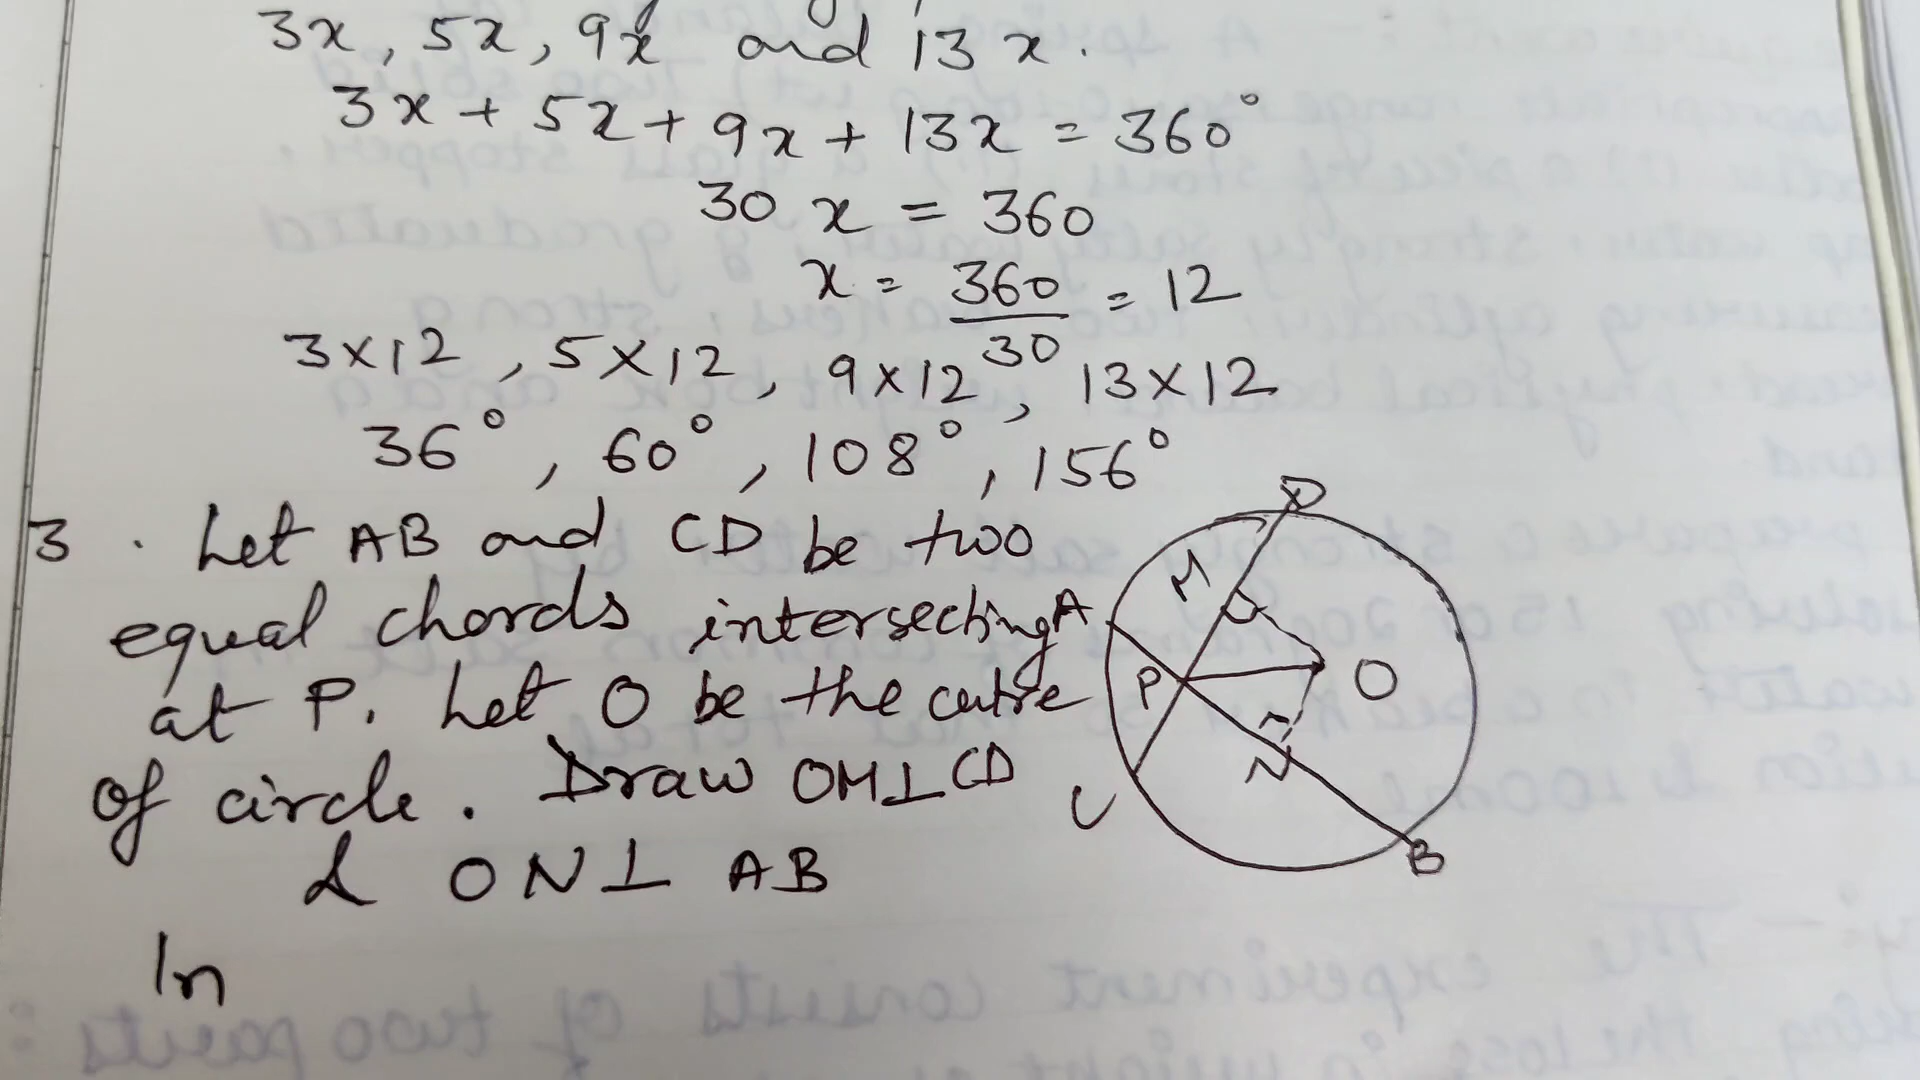 3x, 5x, 9x and 13x.
3x + 5x + 9x + 13x = 360°
30 x = 360
x = 360/30 = 12
3×12, 5×12, 9×12, 13×12
36°, 60°, 108°, 156°
3. Let AB and CD be two
equal chords intersecting
at P. Let O be the centre
of circle. Draw OM⊥CD
& ON⊥ AB
In
D
M
A
P
O
N
C
B